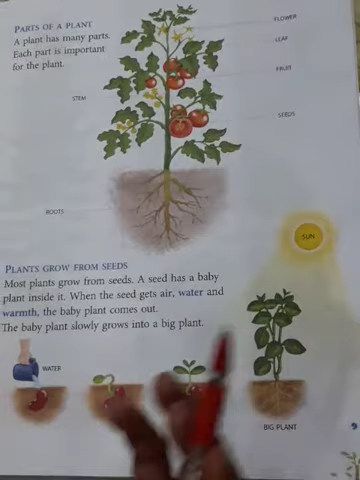 PARTS OF A PLANT
A plant has many parts.
Each part is important
for the plant.
FLOWER
LEAF
FRUIT
STEM
SEEDS
ROOTS
SUN
PLANTS GROW FROM SEEDS
Most plants grow from seeds. A seed has a baby
plant inside it. When the seed gets air, water and
warmth, the baby plant comes out.
The baby plant slowly grows into a big plant.
WATER
BIG PLANT